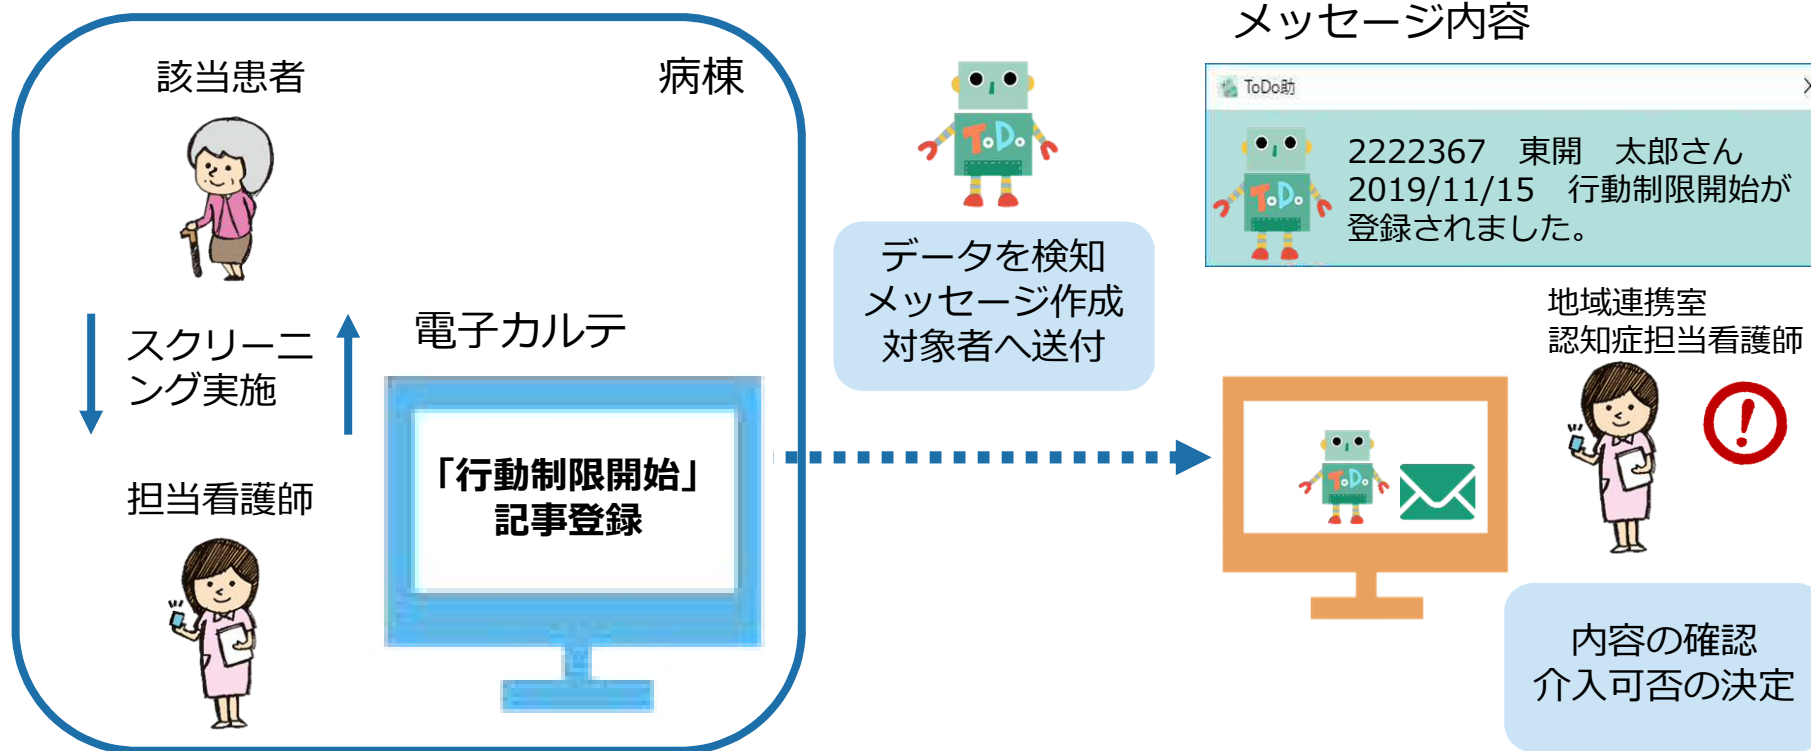 該当患者
病棟
スクリーニ
ング実施
電子カルテ
担当看護師
「行動制限開始」
記事登録
ToDo
データを検知
メッセージ作成
対象者へ送付
メッセージ内容
ToDo助
ToDo
2222367 東開 太郎さん
2019/11/15 行動制限開始が
登録されました。
地域連携室
認知症担当看護師
ToDo
内容の確認
介入可否の決定